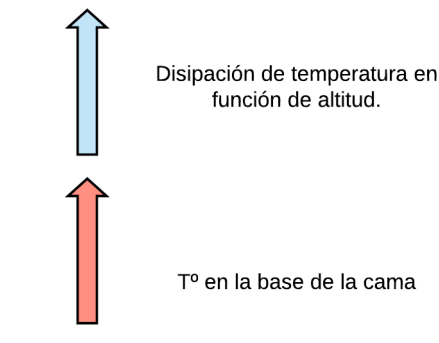 Disipación de temperatura en
función de altitud.
Tº en la base de la cama